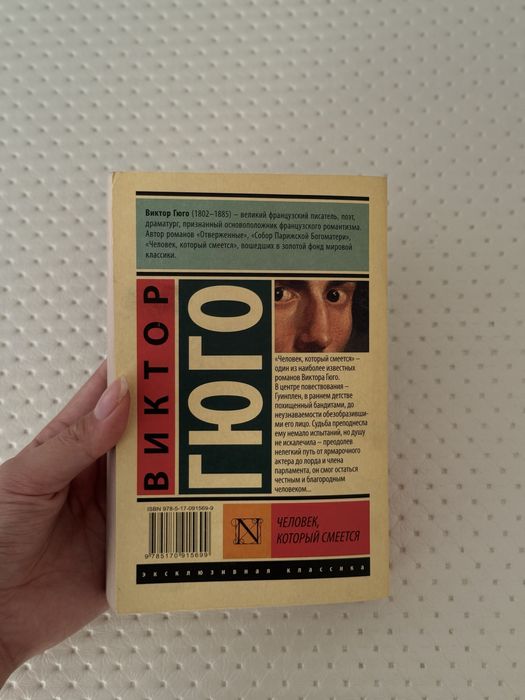 Виктор Гюго (1802–1885) – великий французский писатель, поэт,
драматург, признанный основоположник французского романтизма.
Автор романов «Отверженные», «Собор Парижской Богоматери»,
«Человек, который смеется», вошедших в золотой фонд мировой
классики.
ВИКТОР
ГЮГО
«Человек, который смеется» –
один из наиболее известных
романов Виктора Гюго.
В центре повествования –
Гуинплен, в раннем детстве
похищенный бандитами, до
неузнаваемости обезобразивши-
ми его лицо. Судьба преподнесла
ему немало испытаний, но душу
не искалечила – преодолев
нелегкий путь от ярмарочного
актера до лорда и члена
парламента, он смог остаться
честным и благородным
человеком...
ISBN 978-5-17-091569-9
9 785170 915699
N
ЧЕЛОВЕК,
КОТОРЫЙ СМЕЕТСЯ
эксклюзивная классика